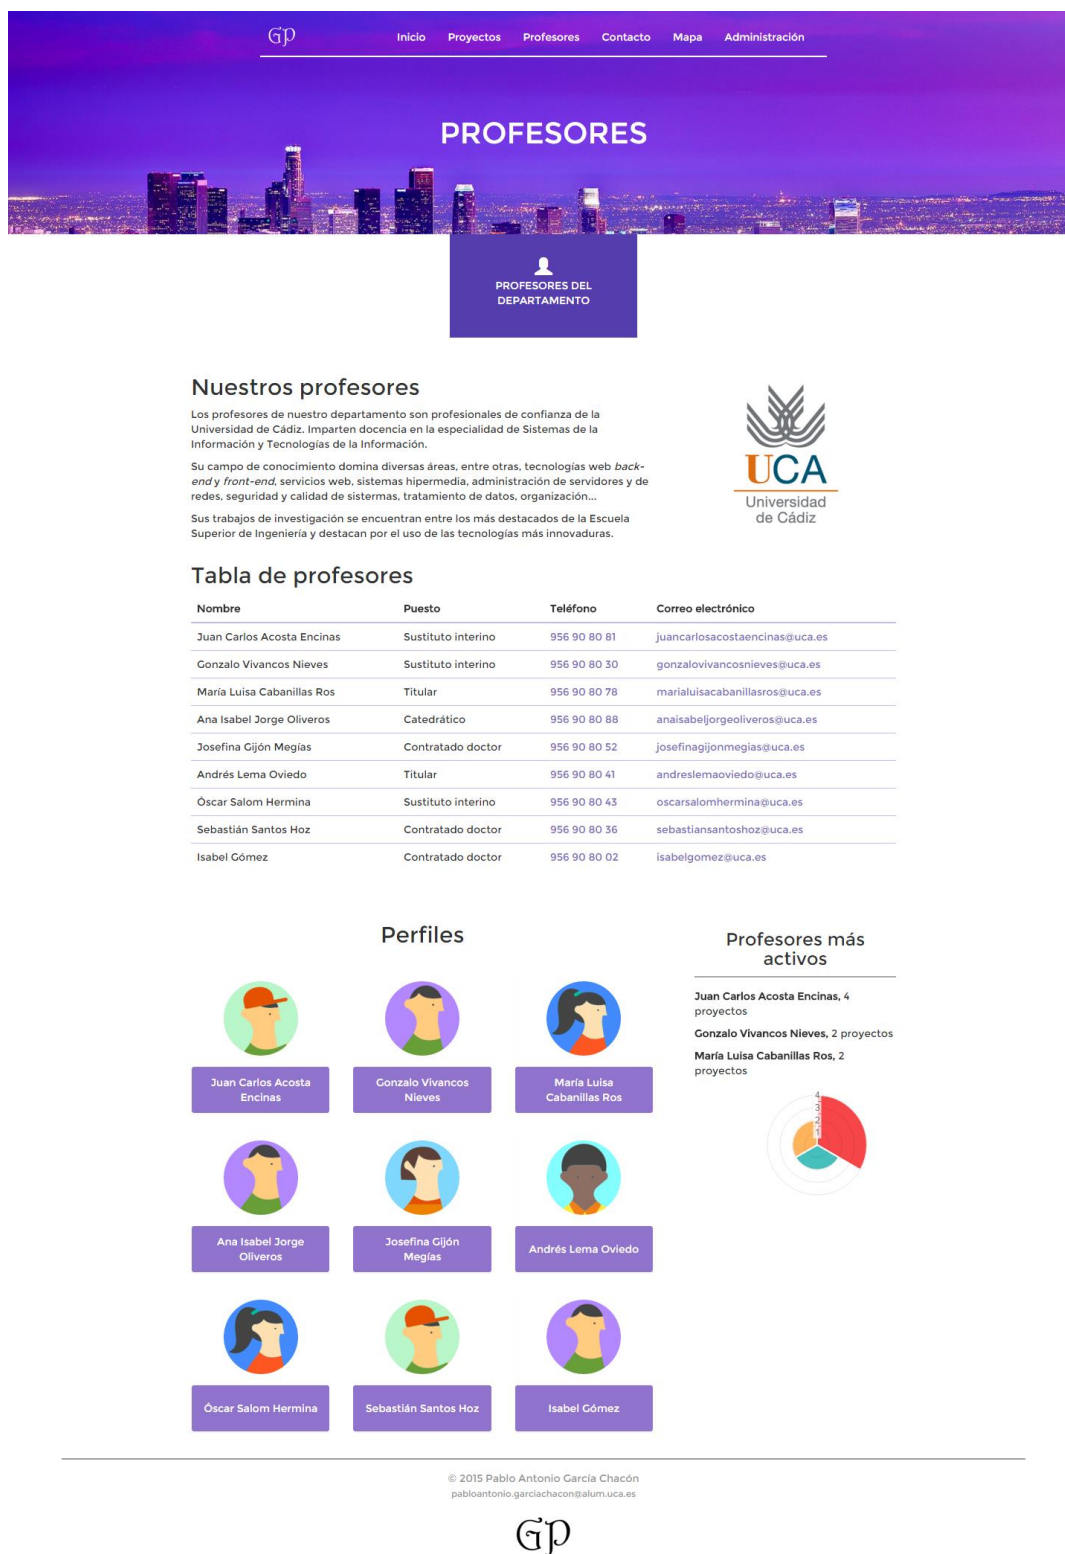 GP
Inicio Proyectos Profesores Contacto Mapa Administración
PROFESORES
PROFESORES DEL
DEPARTAMENTO
Nuestros profesores
Los profesores de nuestro departamento son profesionales de confianza de la
Universidad de Cádiz. Imparten docencia en la especialidad de Sistemas de la
Información y Tecnologías de la Información.
Su campo de conocimiento domina diversas áreas, entre otras, tecnologías web back-
end y front-end, servicios web, sistemas hipermedia, administración de servidores y de
redes, seguridad y calidad de sistermas, tratamiento de datos, organización...
Sus trabajos de investigación se encuentran entre los más destacados de la Escuela
Superior de Ingeniería y destacan por el uso de las tecnologías más innovaduras.
UCA
Universidad
de Cádiz
Tabla de profesores
Nombre Puesto Teléfono Correo electrónico
Juan Carlos Acosta Encinas Sustituto interino 956 90 80 81 juancarlosacostaencinas@uca.es
Gonzalo Vivancos Nieves Sustituto interino 956 90 80 30 gonzalovivancosnieves@uca.es
María Luisa Cabanillas Ros Titular 956 90 80 78 marialuisacabanillasros@uca.es
Ana Isabel Jorge Oliveros Catedrático 956 90 80 88 anaisabeljorgeoliveros@uca.es
Josefina Gijón Megías Contratado doctor 956 90 80 52 josefinagijonmegias@uca.es
Andrés Lema Oviedo Titular 956 90 80 41 andreslemaoviedo@uca.es
Óscar Salom Hermina Sustituto interino 956 90 80 43 oscarsalomhermina@uca.es
Sebastián Santos Hoz Contratado doctor 956 90 80 36 sebastiansantoshoz@uca.es
Isabel Gómez Contratado doctor 956 90 80 02 isabelgomez@uca.es
Perfiles
Juan Carlos Acosta
Encinas
Gonzalo Vivancos
Nieves
María Luisa
Cabanillas Ros
Ana Isabel Jorge
Oliveros
Josefina Gijón
Megías
Andrés Lema Oviedo
Óscar Salom Hermina
Sebastián Santos Hoz
Isabel Gómez
Profesores más
activos
Juan Carlos Acosta Encinas, 4
proyectos
Gonzalo Vivancos Nieves, 2 proyectos
María Luisa Cabanillas Ros, 2
proyectos
4
3
2
1
© 2015 Pablo Antonio García Chacón
pabloantonio.garciachacon@alum.uca.es
GP